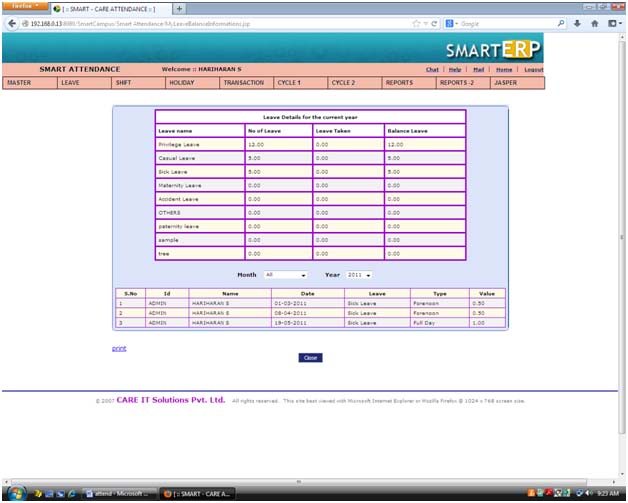 Firefox
[ :: SMART - CARE ATTENDANCE :: ]
192.168.0.13:8089/SmartCampus/Smart Attendance/MyLeaveBalanceInformations.jsp
Google
SMARTERP
SMART ATTENDANCE Welcome :: HARIHARAN S Chat | Help | Mail | Home | Logout
MASTER LEAVE SHIFT HOLIDAY TRANSACTION CYCLE 1 CYCLE 2 REPORTS REPORTS -2 JASPER
Leave Details for the current year
Leave name No of Leave Leave Taken Balance Leave
Privilege Leave 12.00 0.00 12.00
Casual Leave 5.00 0.00 5.00
Sick Leave 5.00 0.00 5.00
Maternity Leave 0.00 0.00 0.00
Accident Leave 0.00 0.00 0.00
OTHERS 0.00 0.00 0.00
paternity leave 0.00 0.00 0.00
sample 0.00 0.00 0.00
tree 0.00 0.00 0.00
Month All Year 2011
S.No Id Name Date Leave Type Value
1 ADMIN HARIHARAN S 01-03-2011 Sick Leave Forenoon 0.50
2 ADMIN HARIHARAN S 08-04-2011 Sick Leave Forenoon 0.50
3 ADMIN HARIHARAN S 19-05-2011 Sick Leave Full Day 1.00
print
Close
© 2007 CARE IT Solutions Pvt. Ltd. All rights reserved. This site best viewed with Microsoft Internet Explorer or Mozilla Firefox @ 1024 x 768 screen size.
attend - Microsoft ... [ :: SMART - CARE A... 9:23 AM